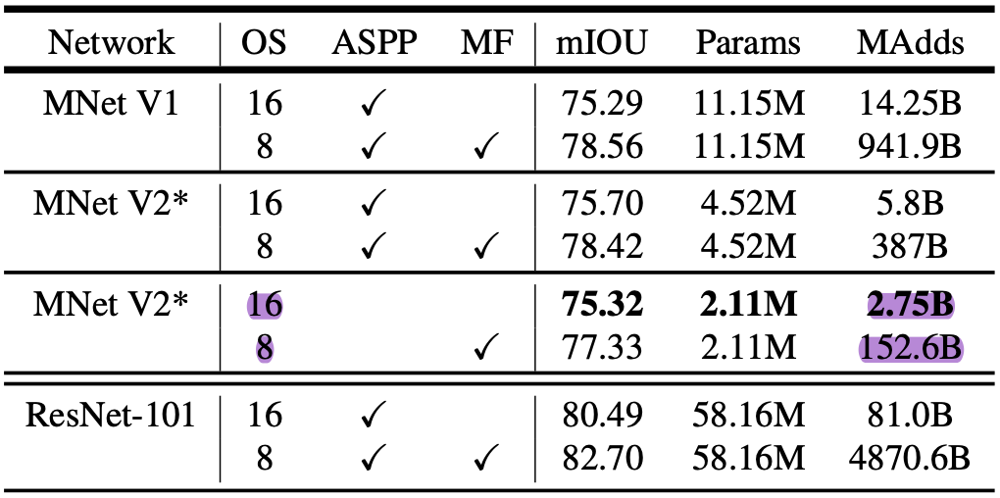 Network OS ASPP MF mIOU Params MAdds
MNet V1 16 ✓ 75.29 11.15M 14.25B
8 ✓ ✓ 78.56 11.15M 941.9B
MNet V2* 16 ✓ 75.70 4.52M 5.8B
8 ✓ ✓ 78.42 4.52M 387B
MNet V2* 16 75.32 2.11M 2.75B
8 ✓ 77.33 2.11M 152.6B
ResNet-101 16 ✓ 80.49 58.16M 81.0B
8 ✓ ✓ 82.70 58.16M 4870.6B